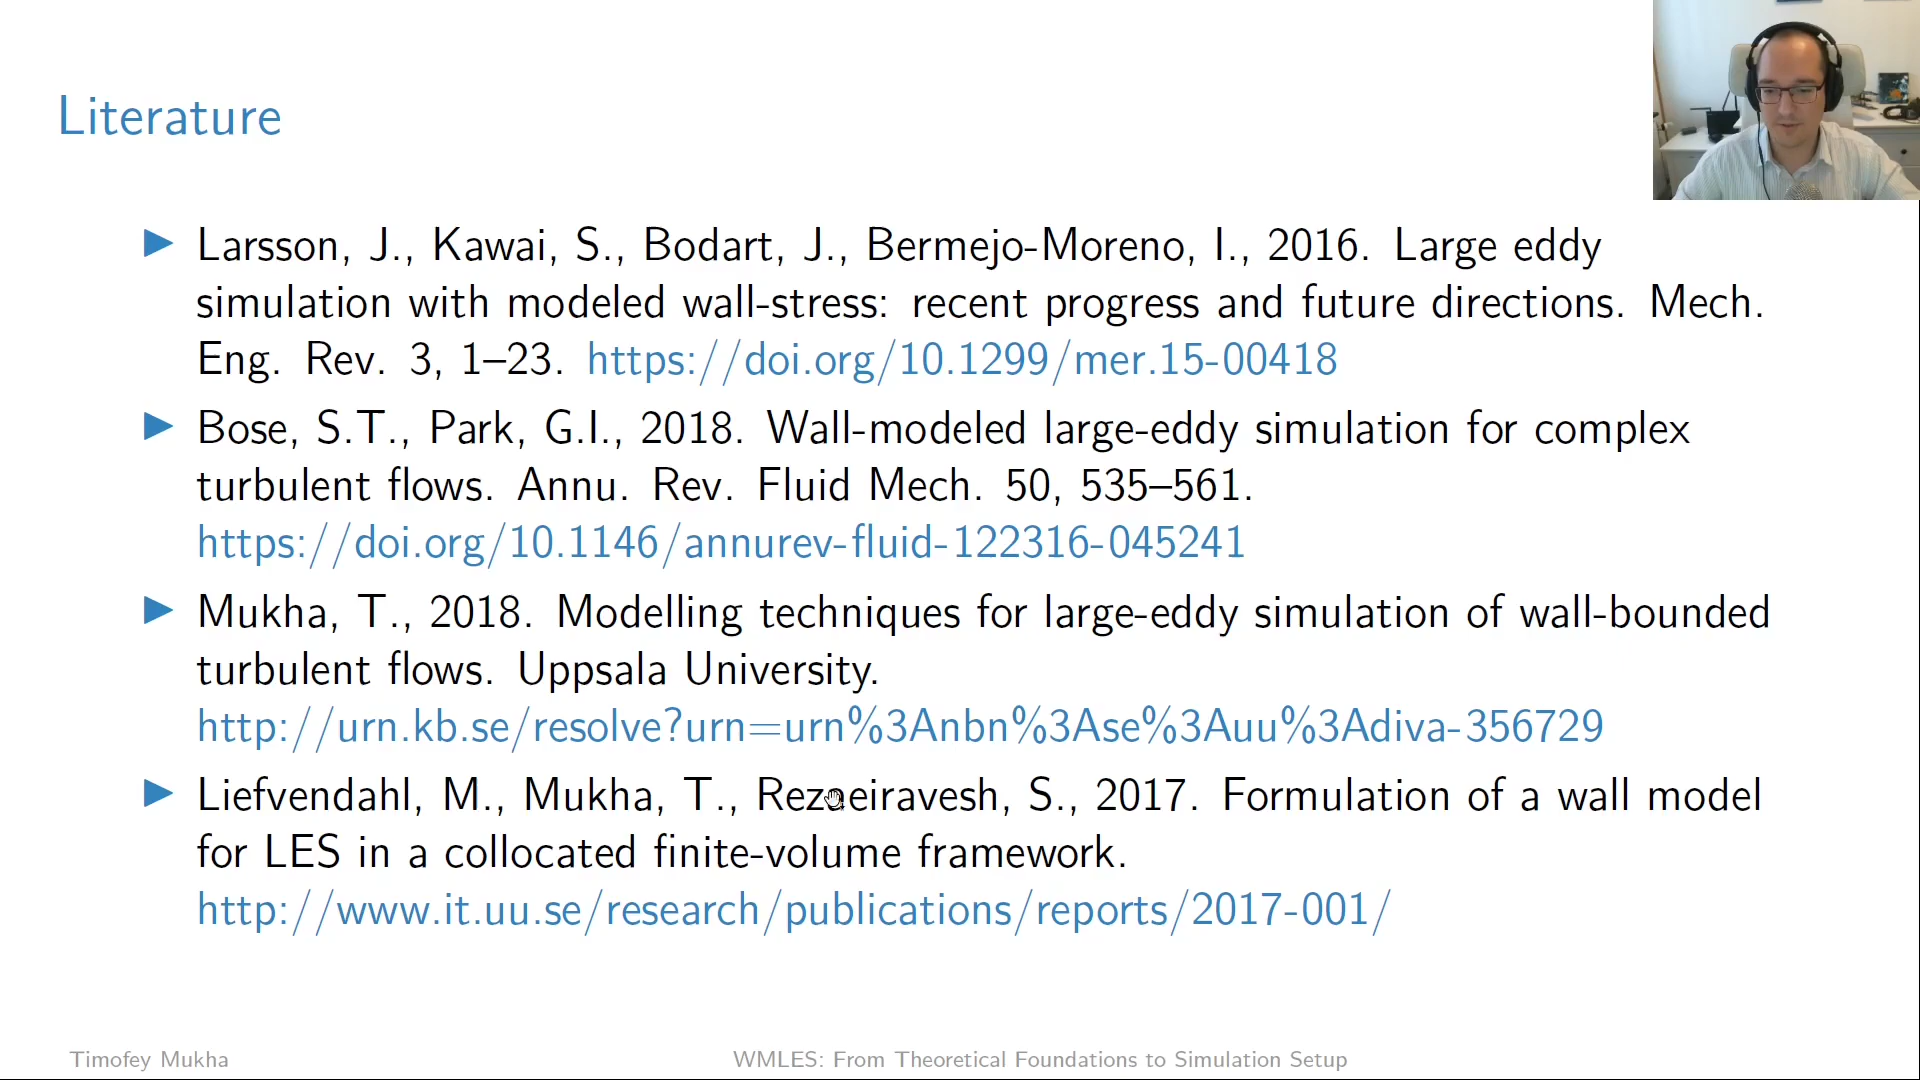 Literature
Larsson, J., Kawai, S., Bodart, J., Bermejo-Moreno, I., 2016. Large eddy
simulation with modeled wall-stress: recent progress and future directions. Mech.
Eng. Rev. 3, 1–23. https://doi.org/10.1299/mer.15-00418
Bose, S.T., Park, G.I., 2018. Wall-modeled large-eddy simulation for complex
turbulent flows. Annu. Rev. Fluid Mech. 50, 535–561.
https://doi.org/10.1146/annurev-fluid-122316-045241
Mukha, T., 2018. Modelling techniques for large-eddy simulation of wall-bounded
turbulent flows. Uppsala University.
http://urn.kb.se/resolve?urn=urn%3Anbn%3Ase%3Auu%3Adiva-356729
Liefvendahl, M., Mukha, T., Rezaeiravesh, S., 2017. Formulation of a wall model
for LES in a collocated finite-volume framework.
http://www.it.uu.se/research/publications/reports/2017-001/
Timofey Mukha
WMLES: From Theoretical Foundations to Simulation Setup